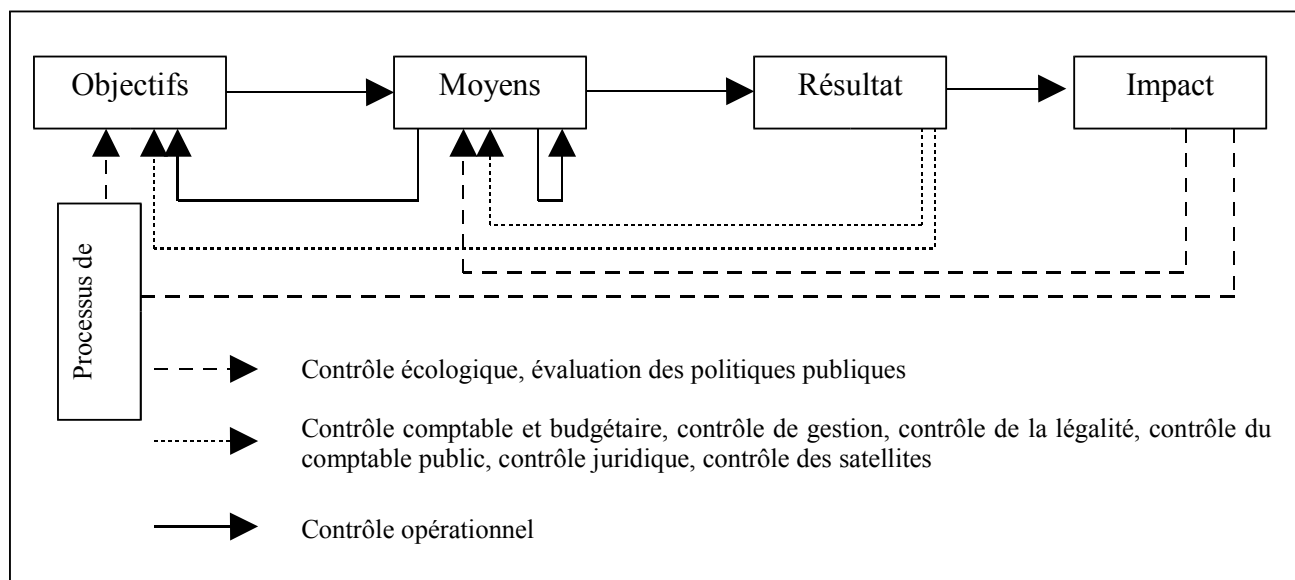 Objectifs
Moyens
Résultat
Impact
Processus de
Contrôle écologique, évaluation des politiques publiques
Contrôle comptable et budgétaire, contrôle de gestion, contrôle de la légalité, contrôle du
comptable public, contrôle juridique, contrôle des satellites
Contrôle opérationnel